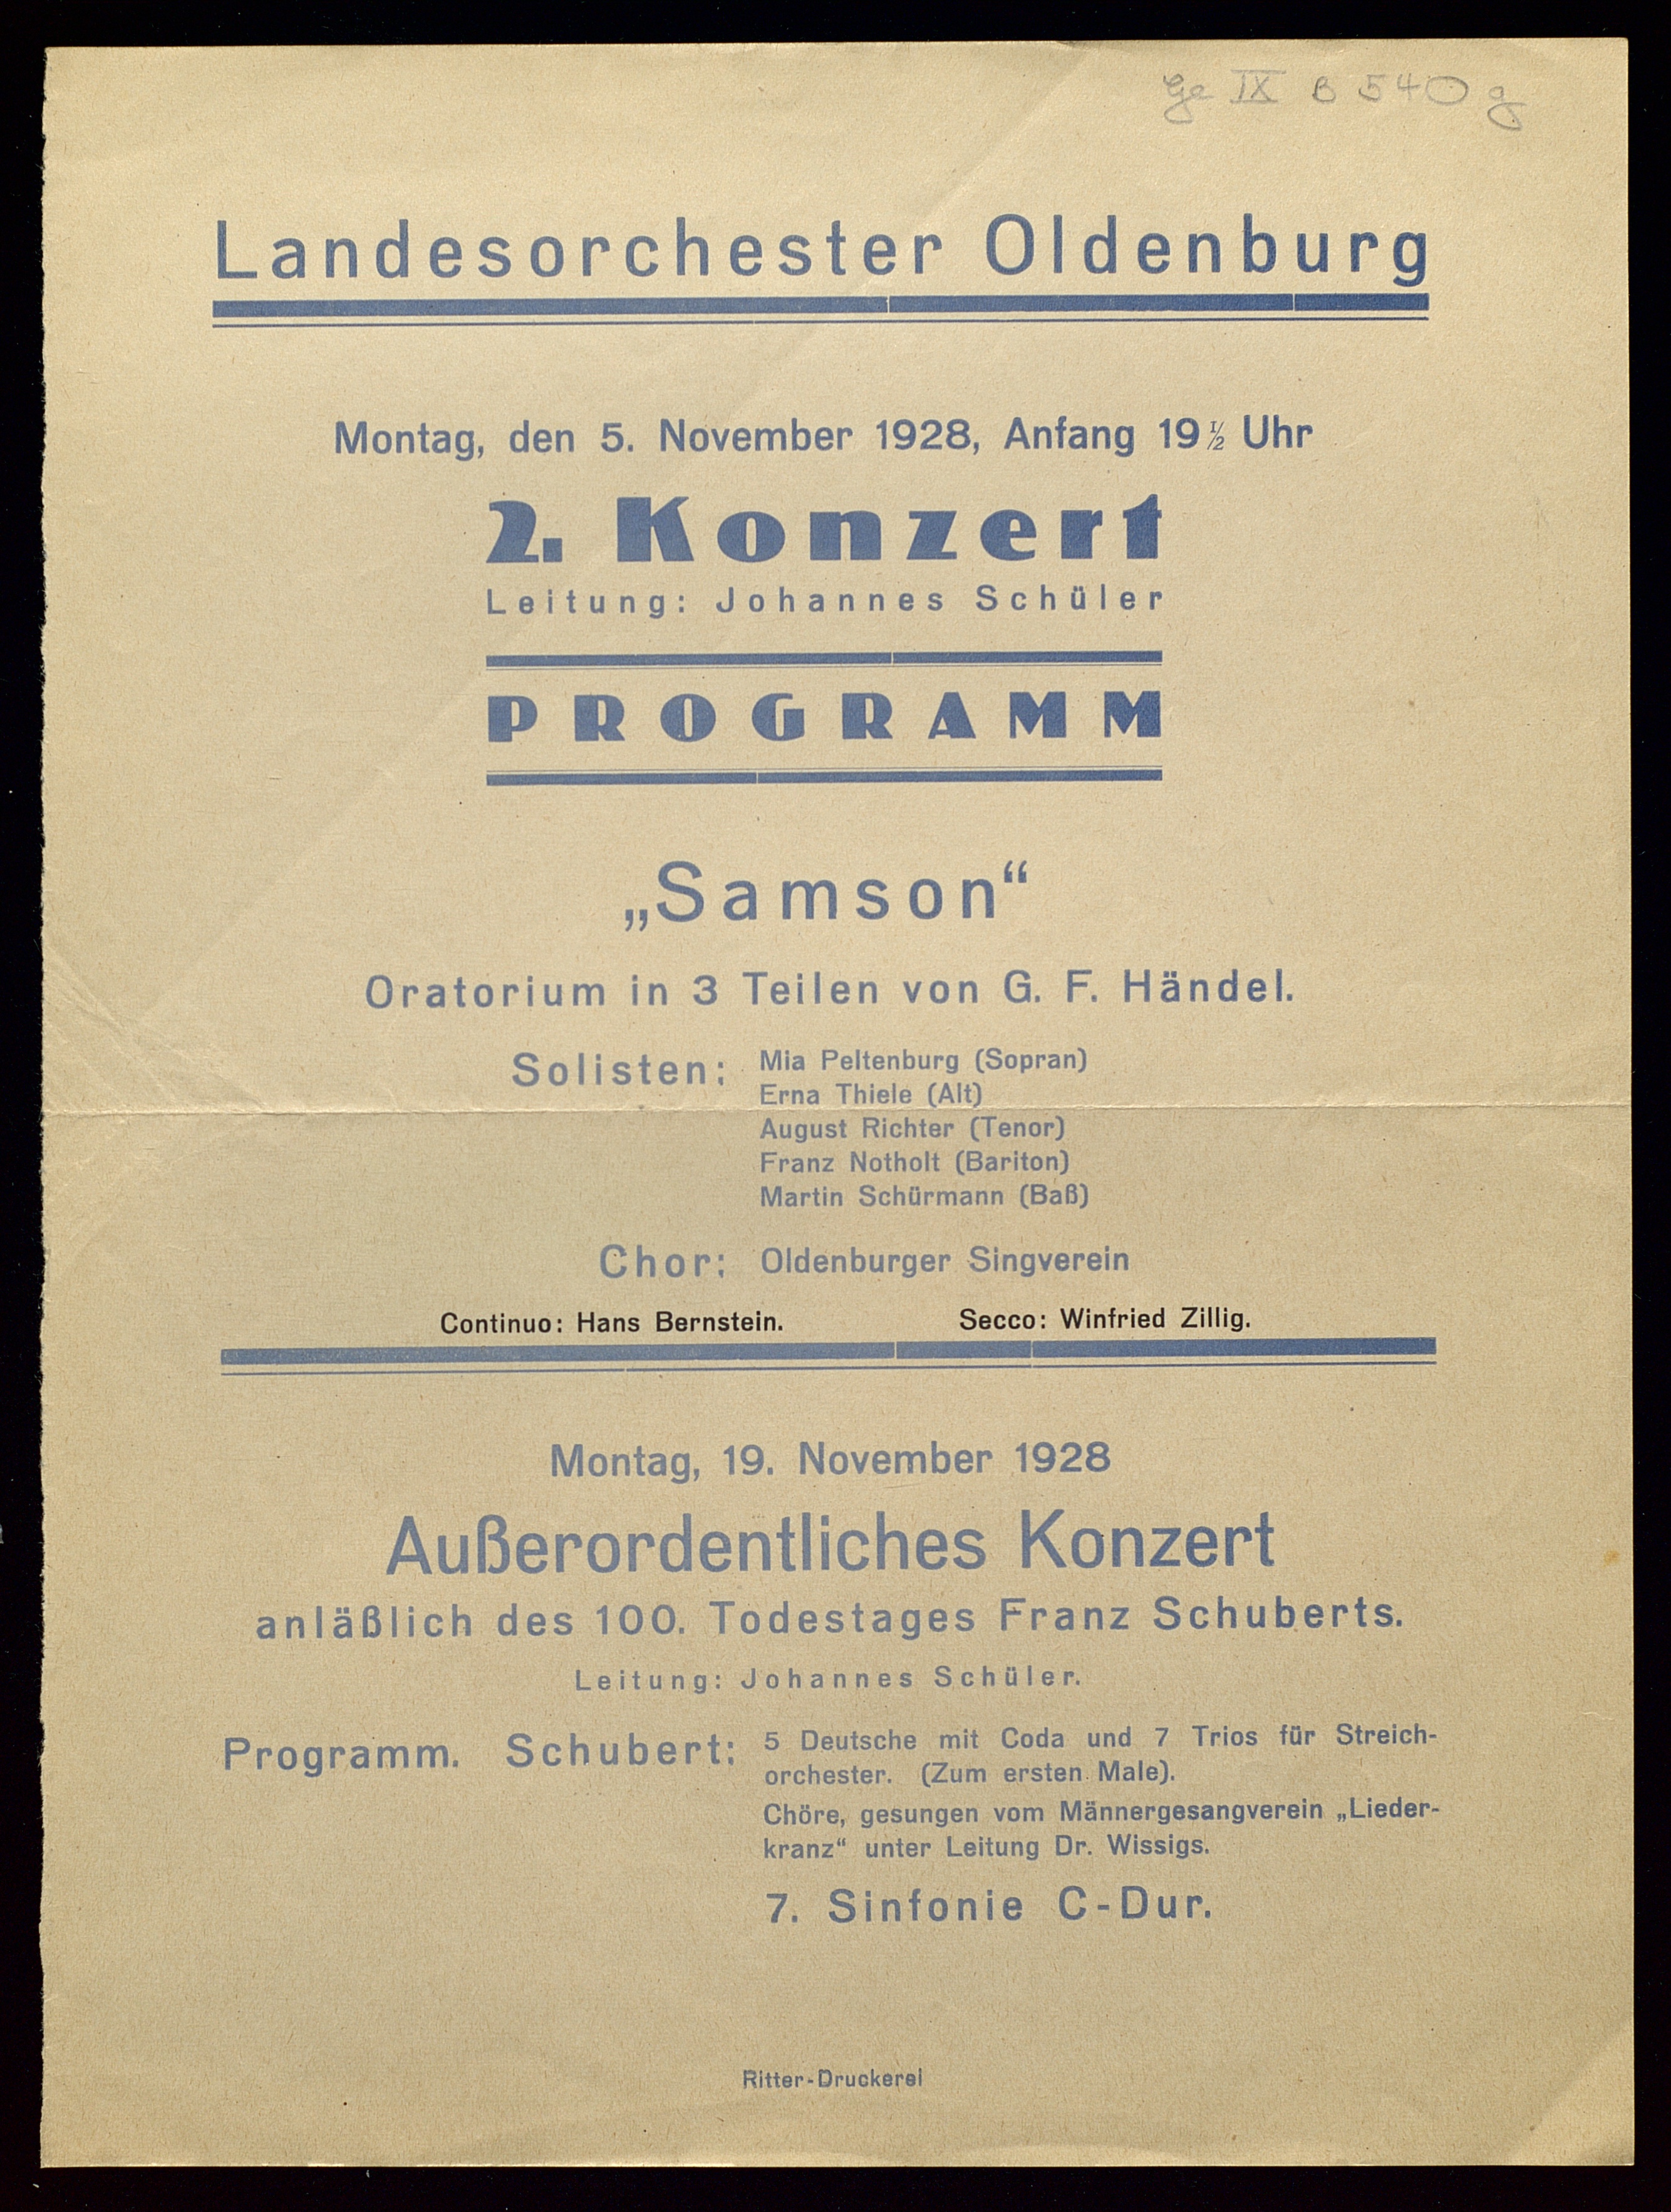 Ge IX B 540 g
Landesorchester Oldenburg
Montag, den 5. November 1928, Anfang 19½ Uhr
2. Konzert
Leitung: Johannes Schüler
PROGRAMM
„Samson“
Oratorium in 3 Teilen von G. F. Händel.
Solisten: Mia Peltenburg (Sopran)
Erna Thiele (Alt)
August Richter (Tenor)
Franz Notholt (Bariton)
Martin Schürmann (Baß)
Chor: Oldenburger Singverein
Continuo: Hans Bernstein. Secco: Winfried Zillig.
Montag, 19. November 1928
Außerordentliches Konzert
anläßlich des 100. Todestages Franz Schuberts.
Leitung: Johannes Schüler.
Programm. Schubert: 5 Deutsche mit Coda und 7 Trios für Streich-
orchester. (Zum ersten Male).
Chöre, gesungen vom Männergesangverein „Lieder-
kranz“ unter Leitung Dr. Wissigs.
7. Sinfonie C-Dur.
Ritter-Druckerei